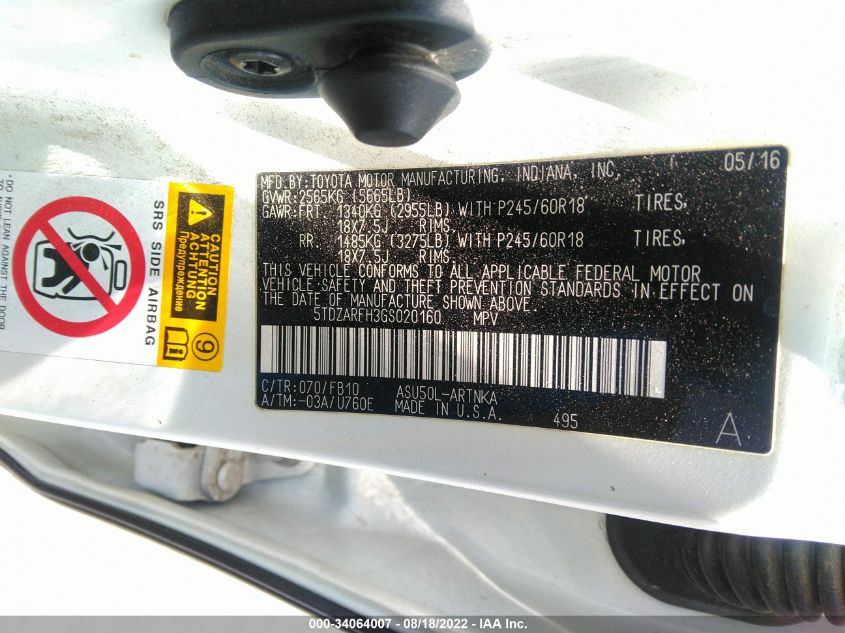 05/16
MFD.BY:TOYOTA MOTOR MANUFACTURING, INDIANA, INC.
GVWR:2565KG (5665LB)
GAWR:FRT. 1340KG (2955LB) WITH P245/60R18 TIRES,
18X7.5J RIMS,
RR. 1485KG (3275LB) WITH P245/60R18 TIRES,
18X7.5J RIMS,
THIS VEHICLE CONFORMS TO ALL APPLICABLE FEDERAL MOTOR
VEHICLE SAFETY AND THEFT PREVENTION STANDARDS IN EFFECT ON
THE DATE OF MANUFACTURE SHOWN ABOVE.
5TDZARFH3GS020160 MPV
C/TR:070/FB10 ASU50L-ARTNKA
A/TM:-03A/U760E MADE IN U.S.A. 495
A
CAUTION
ATTENTION
ACHTUNG
Предупреждение
9
SRS SIDE AIRBAG
AGAINST THE DOOR
000-34064007 - 08/18/2022 - IAA Inc.